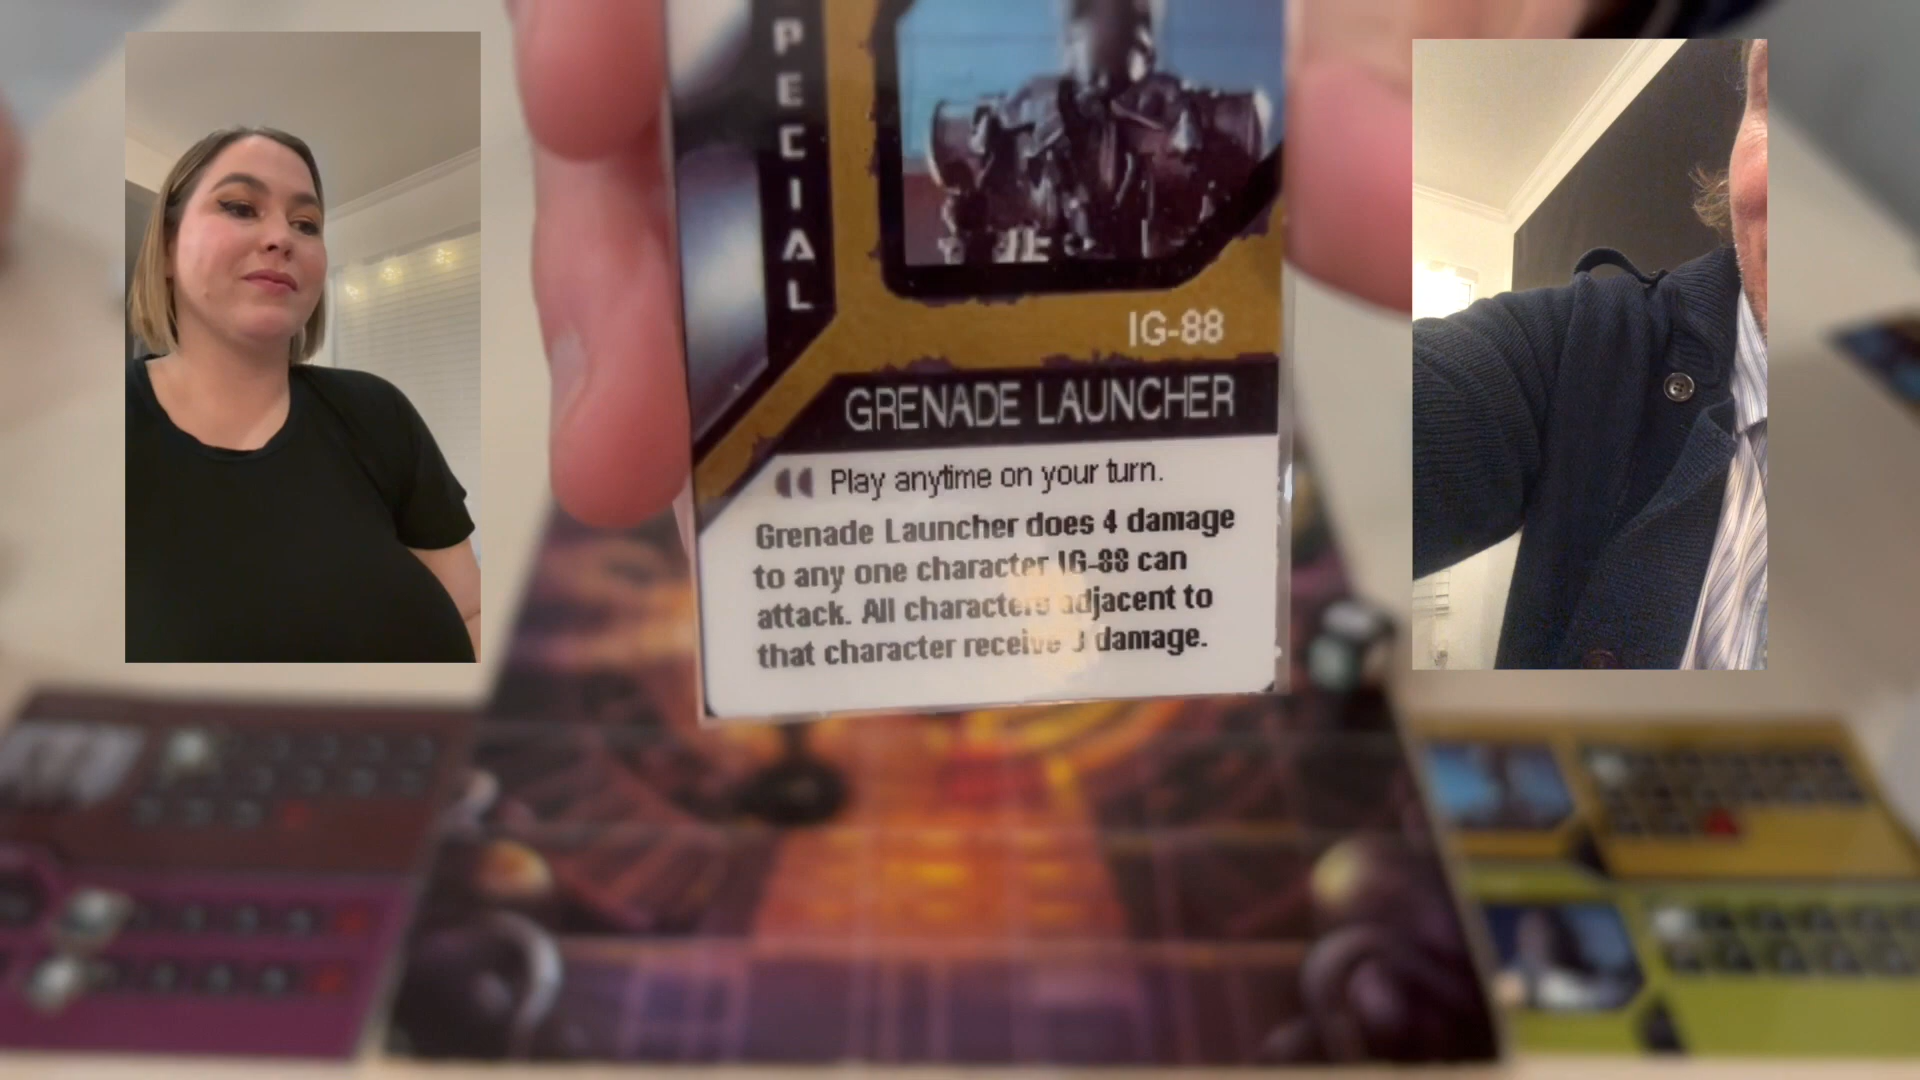 PECIAL
IG-88
GRENADE LAUNCHER
Play anytime on your turn.
Grenade Launcher does 4 damage
to any one character IG-88 can
attack. All characters adjacent to
that character receive 3 damage.